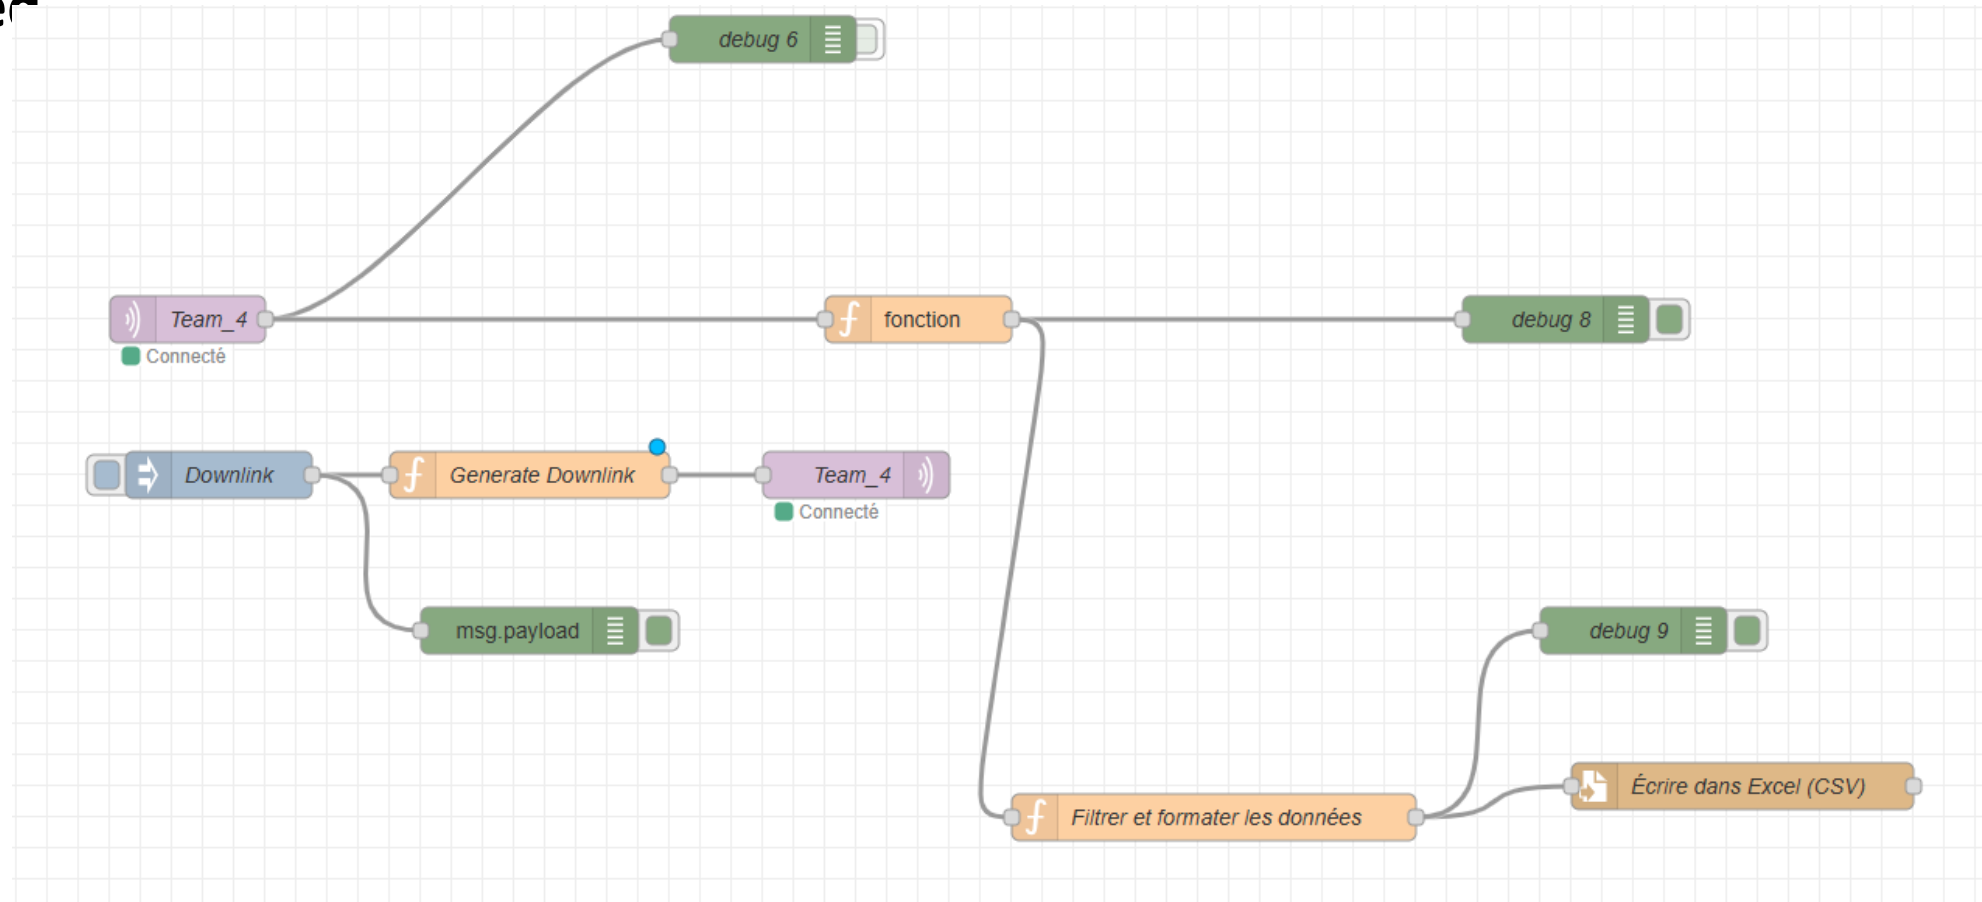 debug 6
Team_4
fonction
debug 8
Connecté
Downlink
Generate Downlink
Team_4
Connecté
msg.payload
debug 9
Écrire dans Excel (CSV)
Filtrer et formater les données